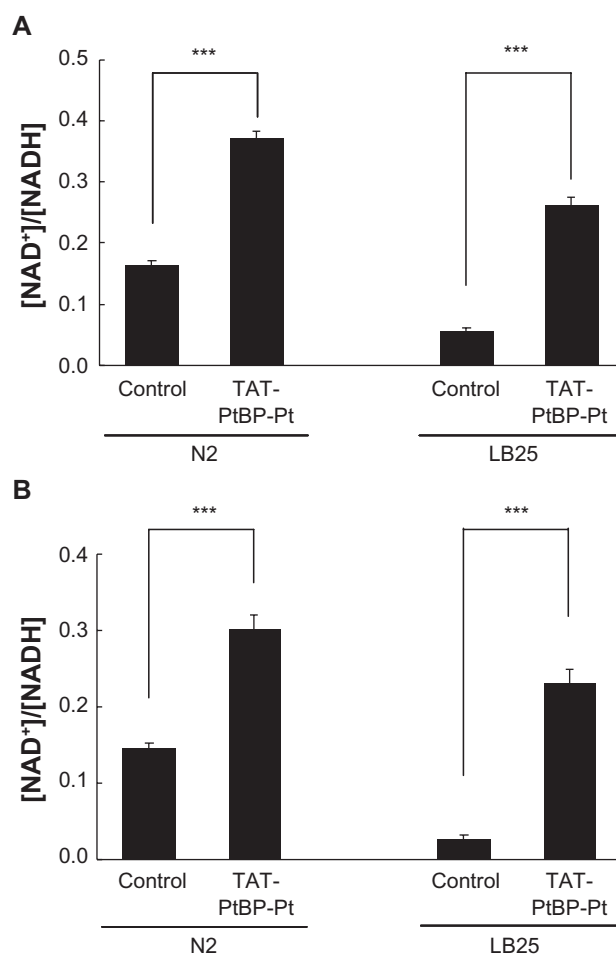 A
[NAD+]/[NADH]
0.5
0.4
0.3
0.2
0.1
0.0
***
***
Control
TAT-
PtBP-Pt
Control
TAT-
PtBP-Pt
N2
LB25
B
[NAD+]/[NADH]
0.4
0.3
0.2
0.1
0.0
***
***
Control
TAT-
PtBP-Pt
Control
TAT-
PtBP-Pt
N2
LB25